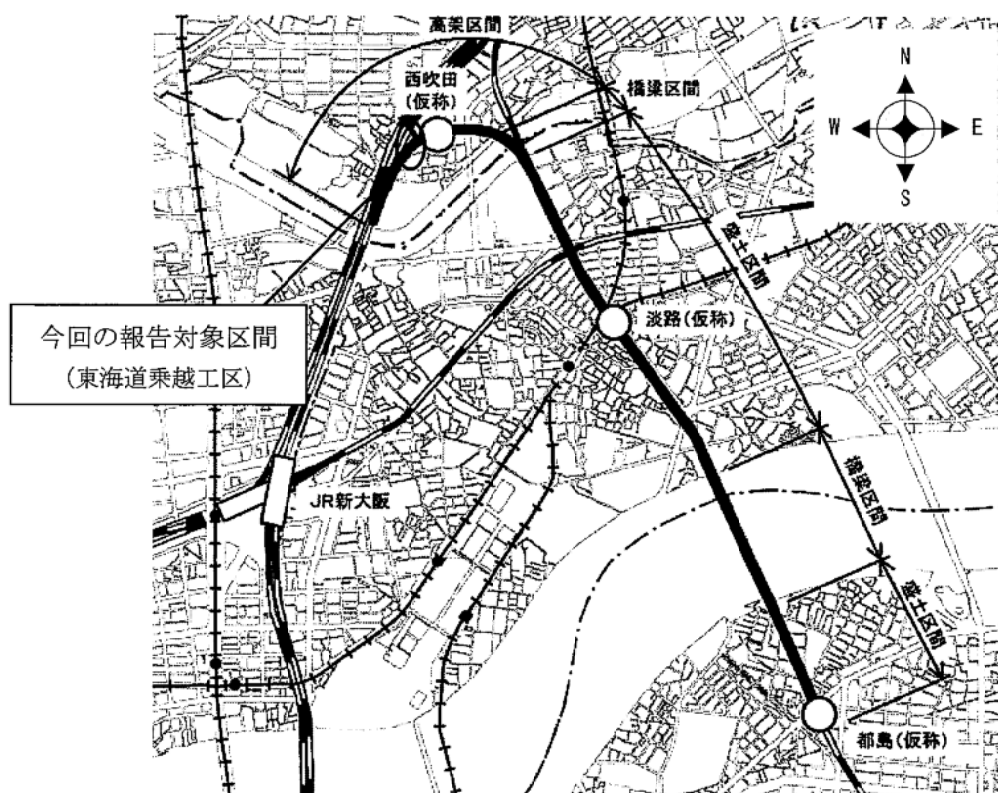 高架区間
西吹田
(仮称)
橋梁区間
N
W
E
S
盛土区間
今回の報告対象区間
(東海道乗越工区)
淡路(仮称)
JR新大阪
橋梁区間
盛土区間
都島(仮称)